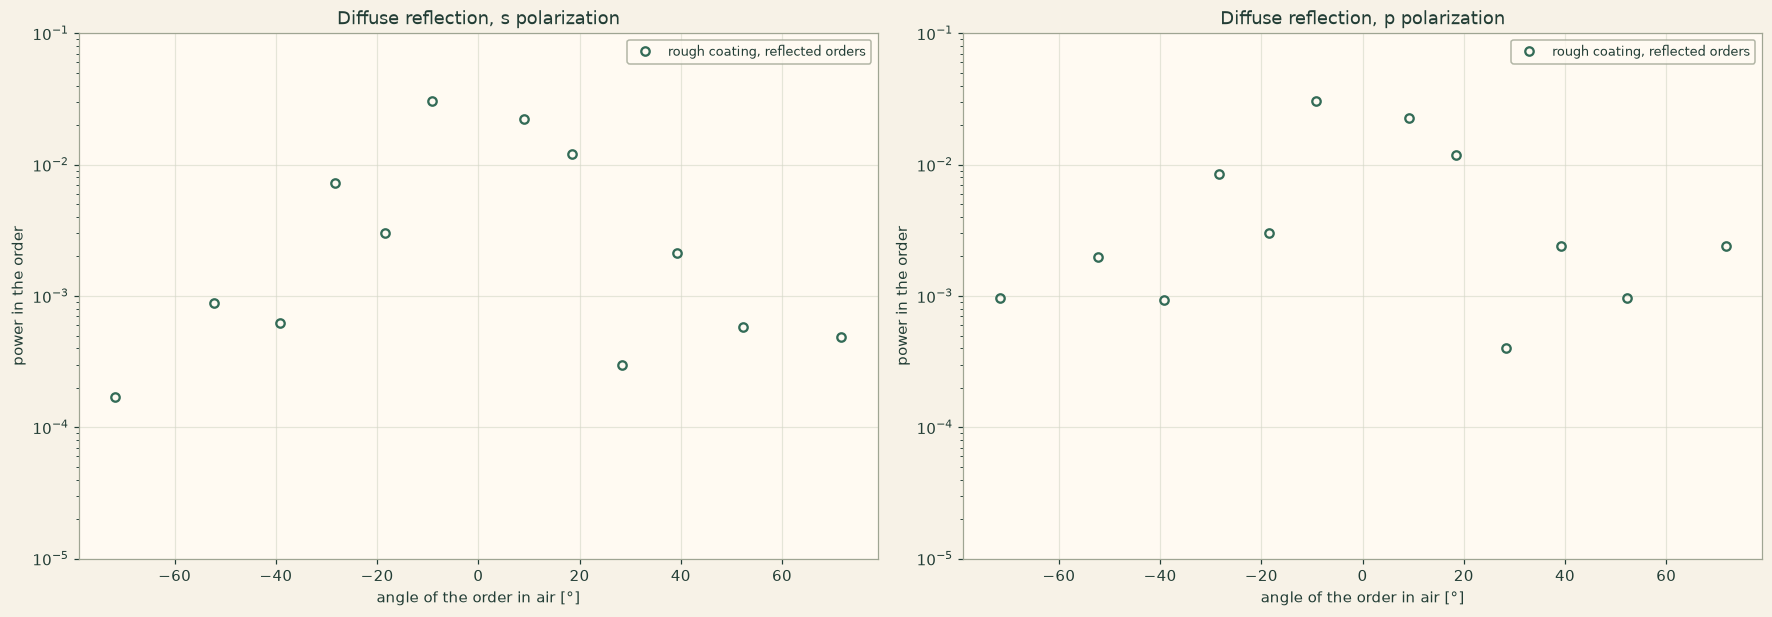 Diffuse reflection, s polarization
rough coating, reflected orders
10⁻¹
10⁻²
10⁻³
10⁻⁴
10⁻⁵
power in the order
−60 −40 −20 0 20 40 60
angle of the order in air [°]
Diffuse reflection, p polarization
rough coating, reflected orders
10⁻¹
10⁻²
10⁻³
10⁻⁴
10⁻⁵
power in the order
−60 −40 −20 0 20 40 60
angle of the order in air [°]